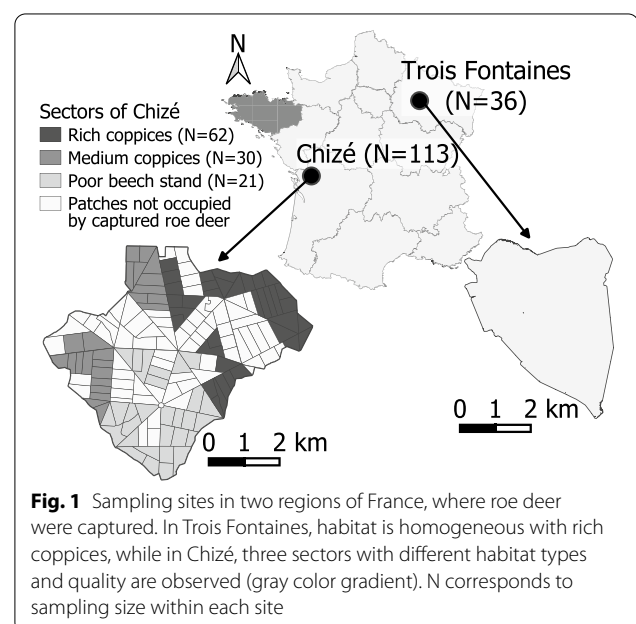 N
Trois Fontaines
(N=36)
Sectors of Chizé
Rich coppices (N=62)
Medium coppices (N=30)
Poor beech stand (N=21)
Patches not occupied
by captured roe deer
Chizé (N=113)
0 1 2 km
0 1 2 km
Fig. 1 Sampling sites in two regions of France, where roe deer
were captured. In Trois Fontaines, habitat is homogeneous with rich
coppices, while in Chizé, three sectors with different habitat types
and quality are observed (gray color gradient). N corresponds to
sampling size within each site